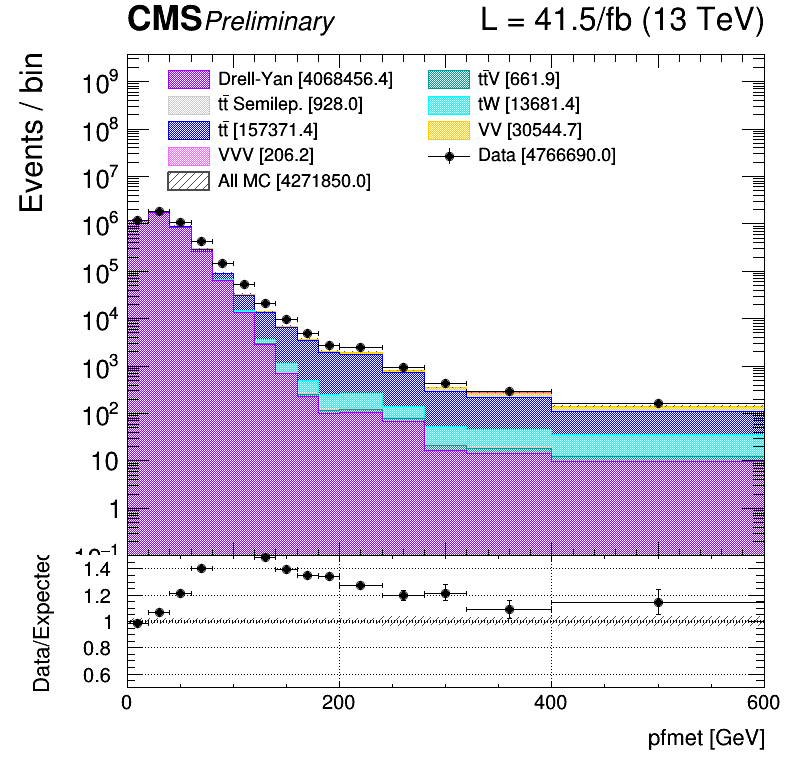 CMS Preliminary L = 41.5/fb (13 TeV)
Events / bin
Drell-Yan [4068456.4]
tt̄ Semilep. [928.0]
tt̄ [157371.4]
VVV [206.2]
All MC [4271850.0]
tt̄V [661.9]
tW [13681.4]
VV [30544.7]
Data [4766690.0]
10⁹
10⁸
10⁷
10⁶
10⁵
10⁴
10³
10²
10
1
10⁻¹
Data/Expected
1.4
1.2
1
0.8
0.6
0 200 400 600
pfmet [GeV]